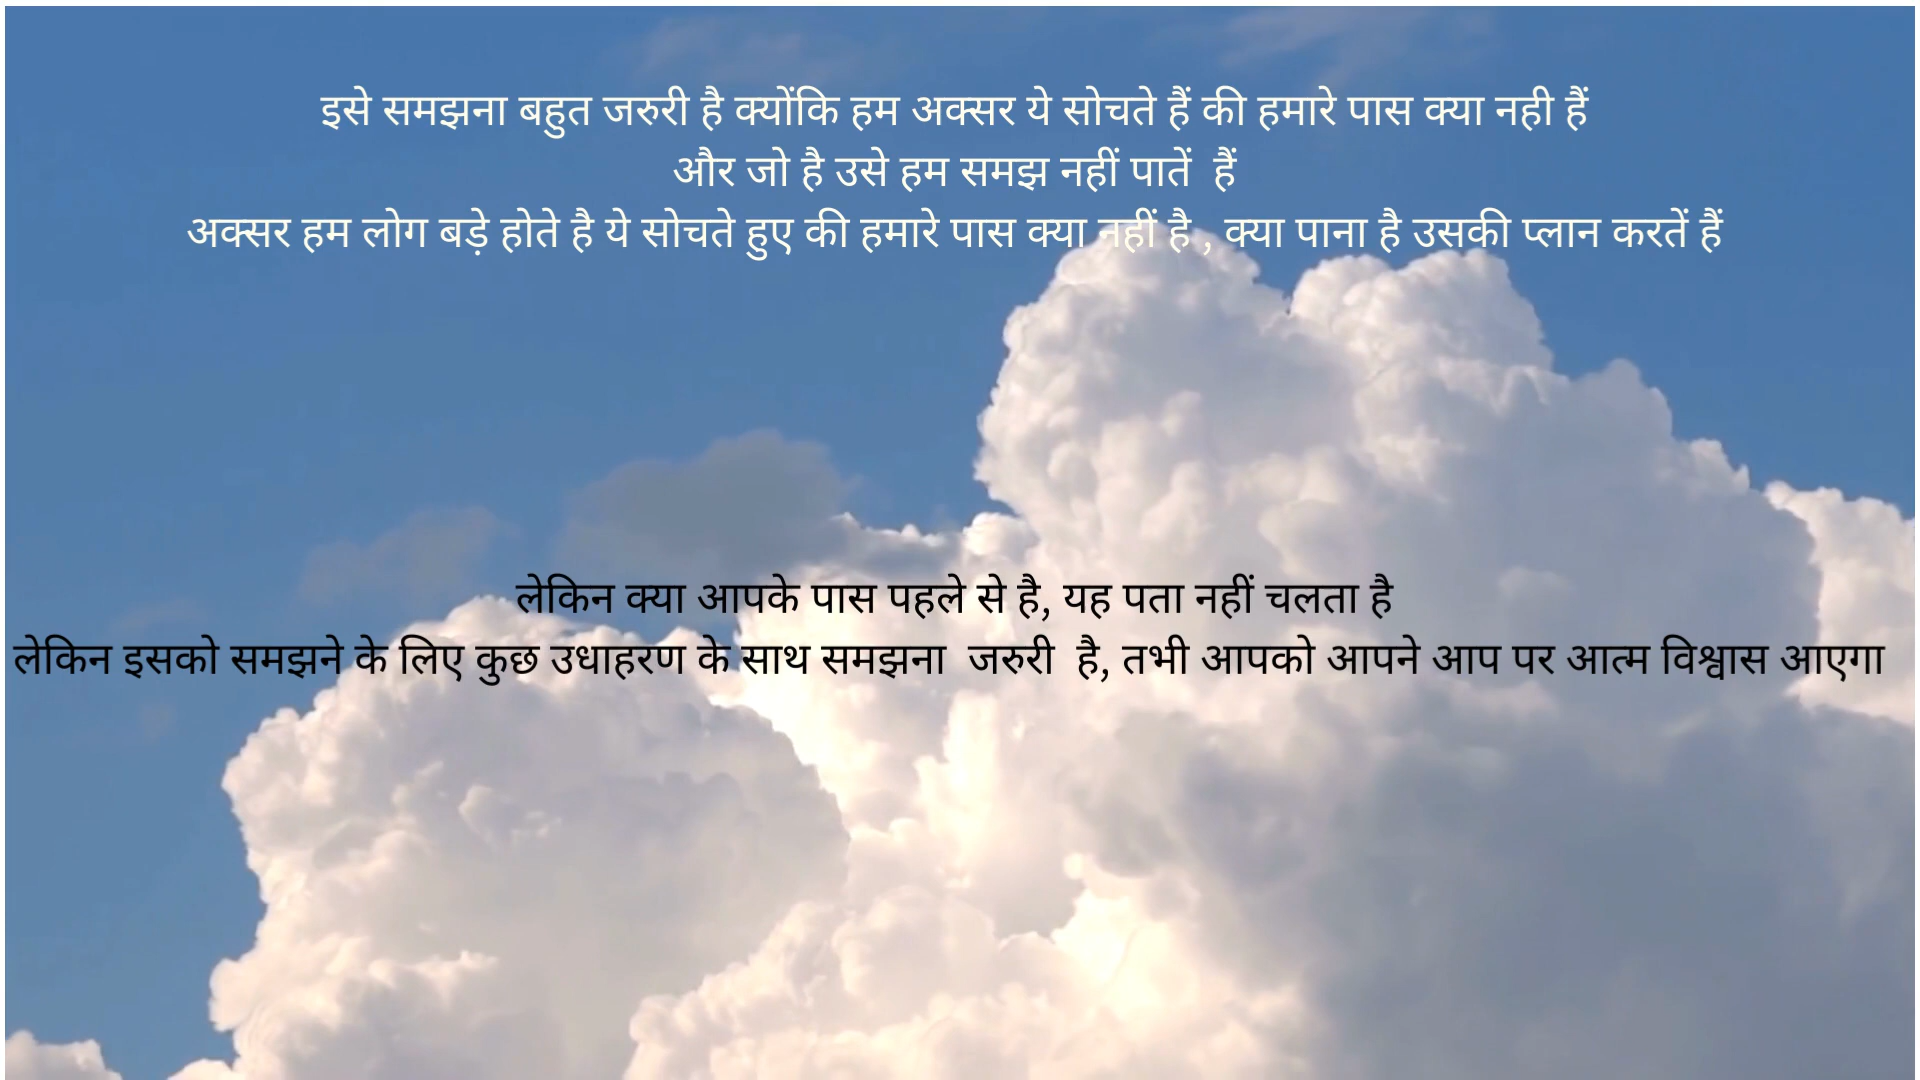 इसे समझना बहुत जरुरी है क्योंकि हम अक्सर ये सोचते हैं की हमारे पास क्या नही हैं
और जो है उसे हम समझ नहीं पातें हैं
अक्सर हम लोग बड़े होते है ये सोचते हुए की हमारे पास क्या नहीं है , क्या पाना है उसकी प्लान करतें हैं
लेकिन क्या आपके पास पहले से है, यह पता नहीं चलता है
लेकिन इसको समझने के लिए कुछ उधाहरण के साथ समझना जरुरी है, तभी आपको आपने आप पर आत्म विश्वास आएगा